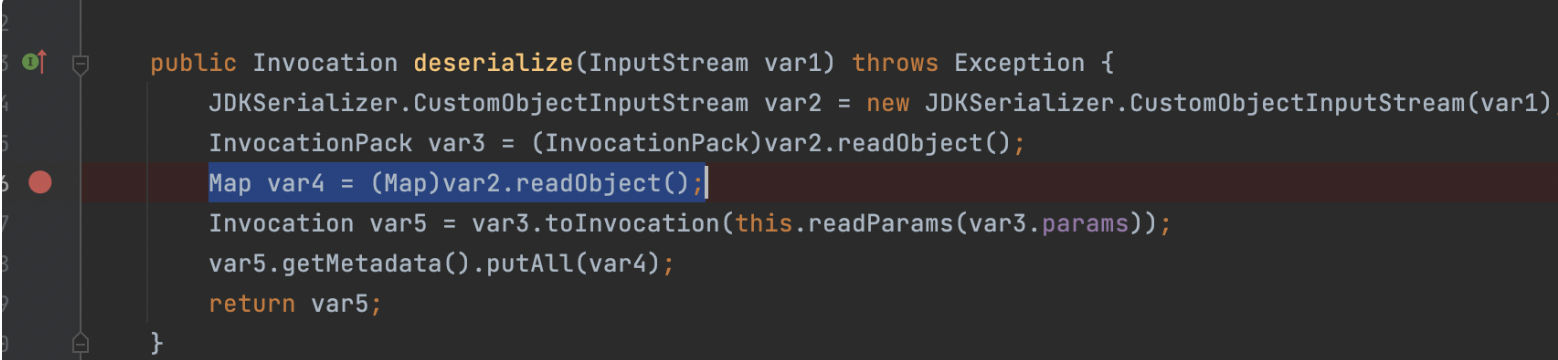 public Invocation deserialize(InputStream var1) throws Exception {
JDKSerializer.CustomObjectInputStream var2 = new JDKSerializer.CustomObjectInputStream(var1)
InvocationPack var3 = (InvocationPack)var2.readObject();
Map var4 = (Map)var2.readObject();
Invocation var5 = var3.toInvocation(this.readParams(var3.params));
var5.getMetadata().putAll(var4);
return var5;
}